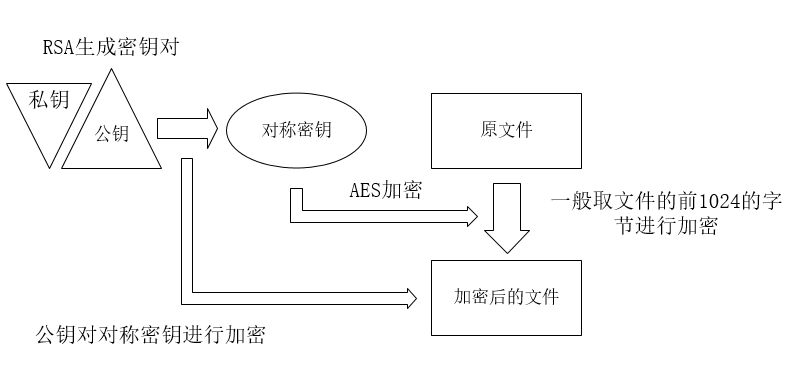 RSA生成密钥对
私钥
公钥
对称密钥
原文件
AES加密
一般取文件的前1024的字
节进行加密
加密后的文件
公钥对对称密钥进行加密